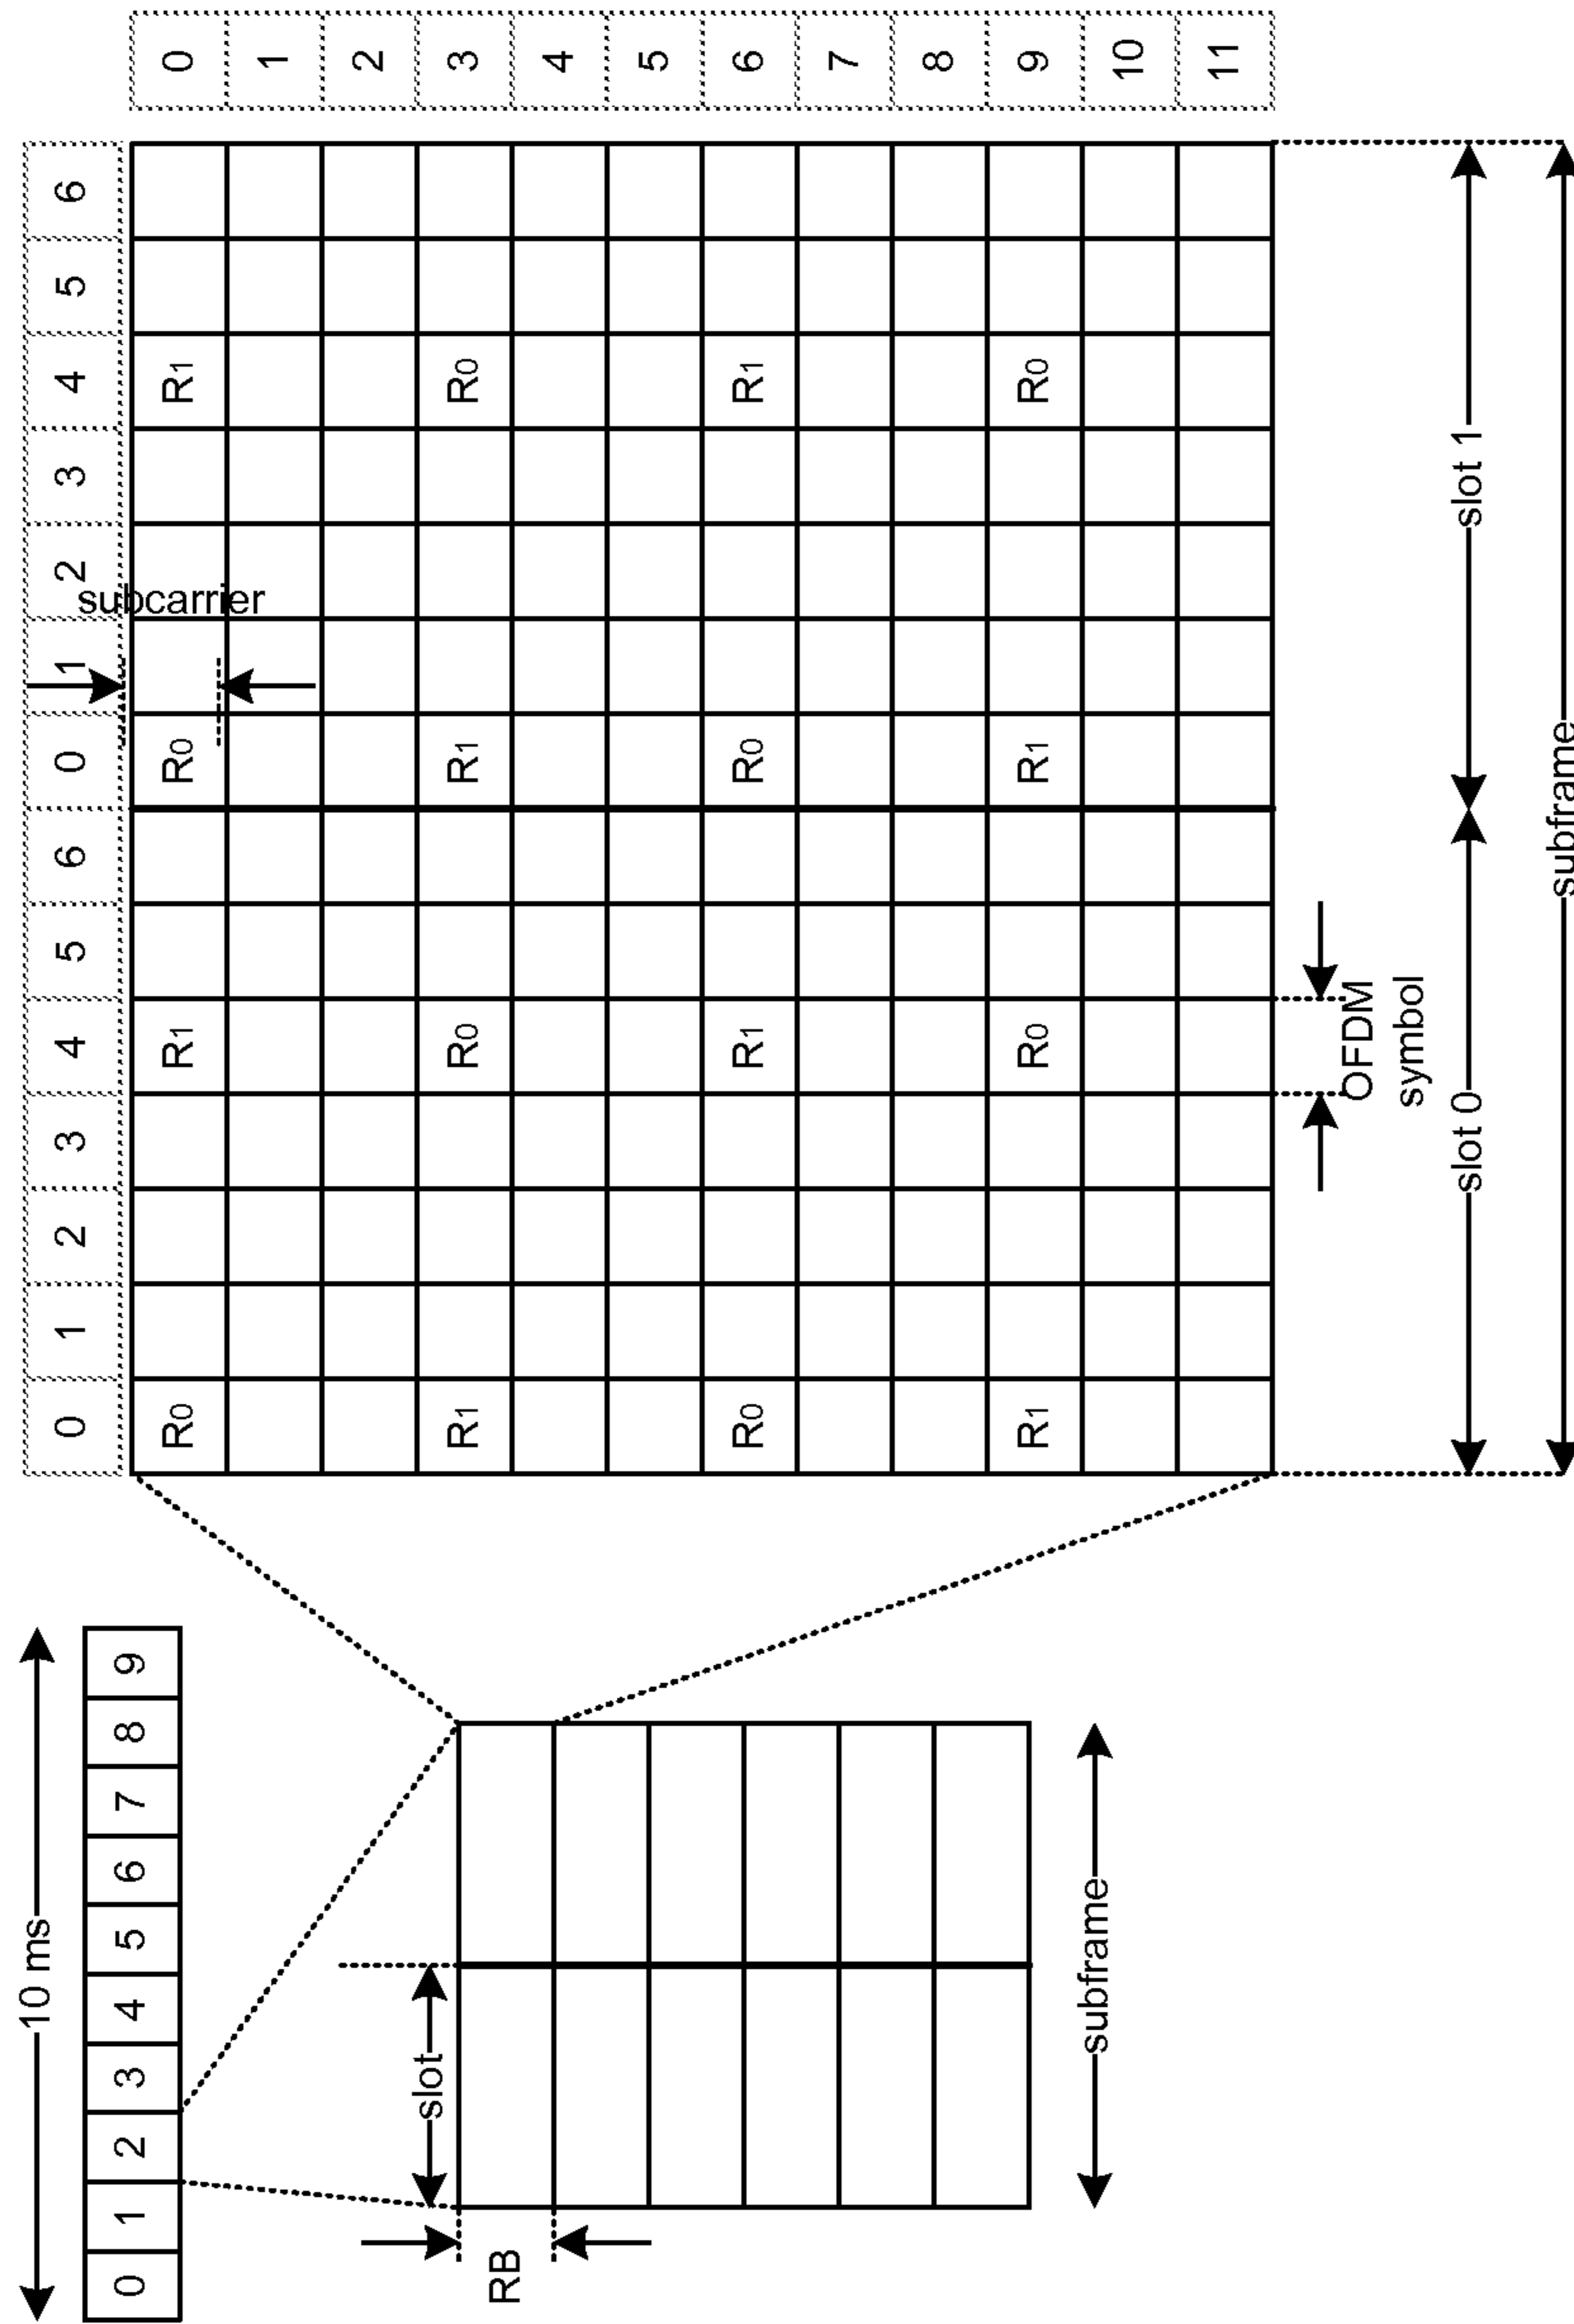 10 ms
0 1 2 3 4 5 6 7 8 9
slot
RB
subframe
0 1 2 3 4 5 6 0 1 2 3 4 5 6
subcarrier
R0 R1 R0 R1 0
1
2
R1 R0 R1 R0 3
4
5
R0 R1 R0 R1 6
7
8
R1 R0 R1 R0 9
10
11
OFDM
symbol
slot 0 slot 1
subframe